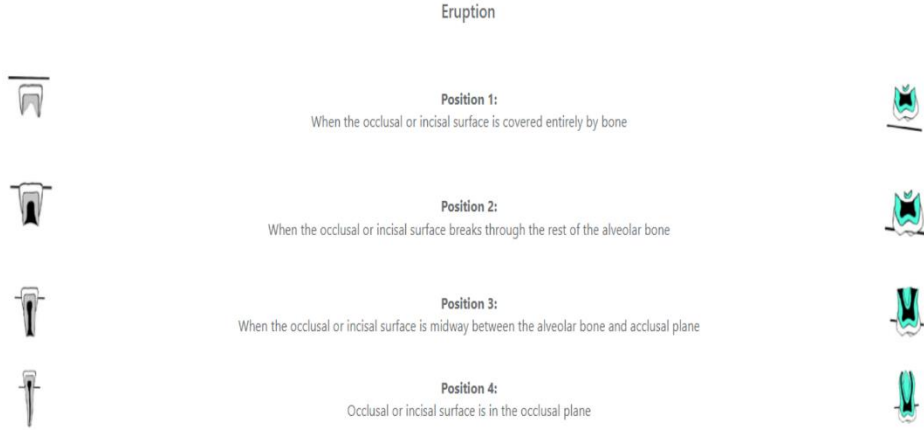 Eruption
Position 1:
When the occlusal or incisal surface is covered entirely by bone
Position 2:
When the occlusal or incisal surface breaks through the rest of the alveolar bone
Position 3:
When the occlusal or incisal surface is midway between the alveolar bone and acclusal plane
Position 4:
Occlusal or incisal surface is in the occlusal plane